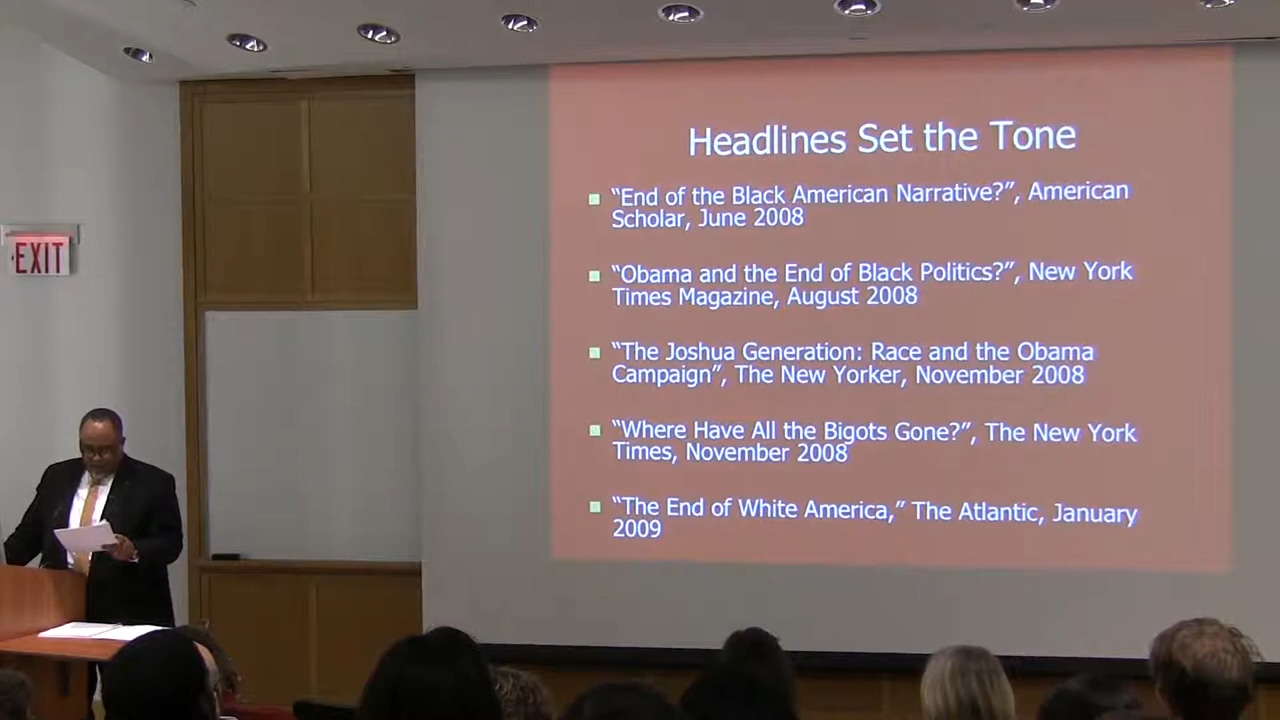 EXIT
Headlines Set the Tone
“End of the Black American Narrative?”, American
Scholar, June 2008
“Obama and the End of Black Politics?”, New York
Times Magazine, August 2008
“The Joshua Generation: Race and the Obama
Campaign”, The New Yorker, November 2008
“Where Have All the Bigots Gone?”, The New York
Times, November 2008
“The End of White America,” The Atlantic, January
2009